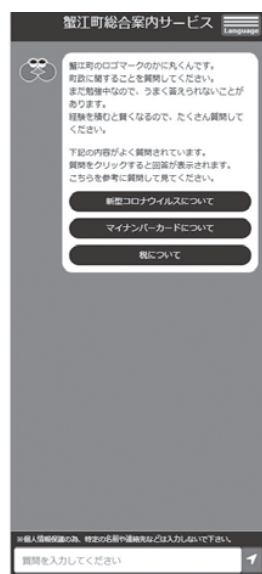 蟹江町総合案内サービス
Language
蟹江町のロゴマークのかに丸くんです。
町政に関することを質問してください。
まだ勉強中なので、うまく答えられないことが
あります。
経験を積むと賢くなるので、たくさん質問して
ください。
下記の内容がよく質問されています。
質問をクリックすると回答が表示されます。
こちらを参考に質問して見てください。
新型コロナウイルスについて
マイナンバーカードについて
税について
※個人情報保護の為、特定の名前や連絡先などは入力しないで下さい。
質問を入力してください